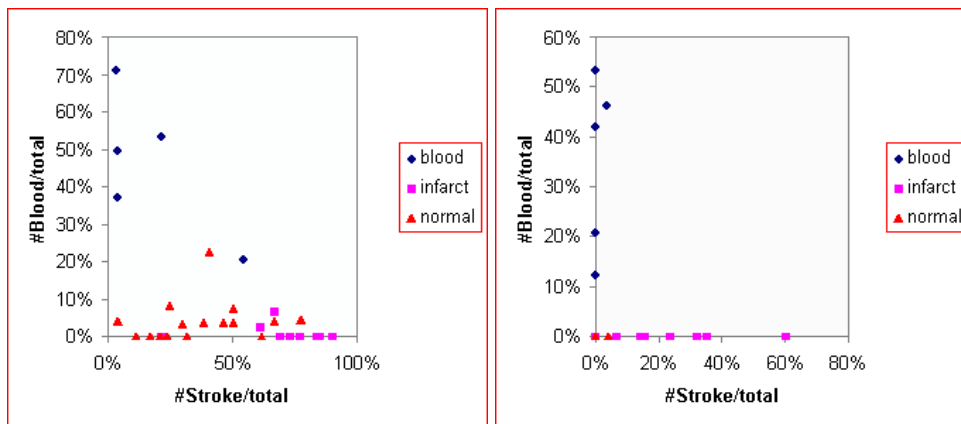 80%
70%
60%
50%
40%
30%
20%
10%
0%
0% 50% 100%
#Blood/total
#Stroke/total
blood
infarct
normal
60%
50%
40%
30%
20%
10%
0%
0% 20% 40% 60% 80%
#Blood/total
#Stroke/total
blood
infarct
normal